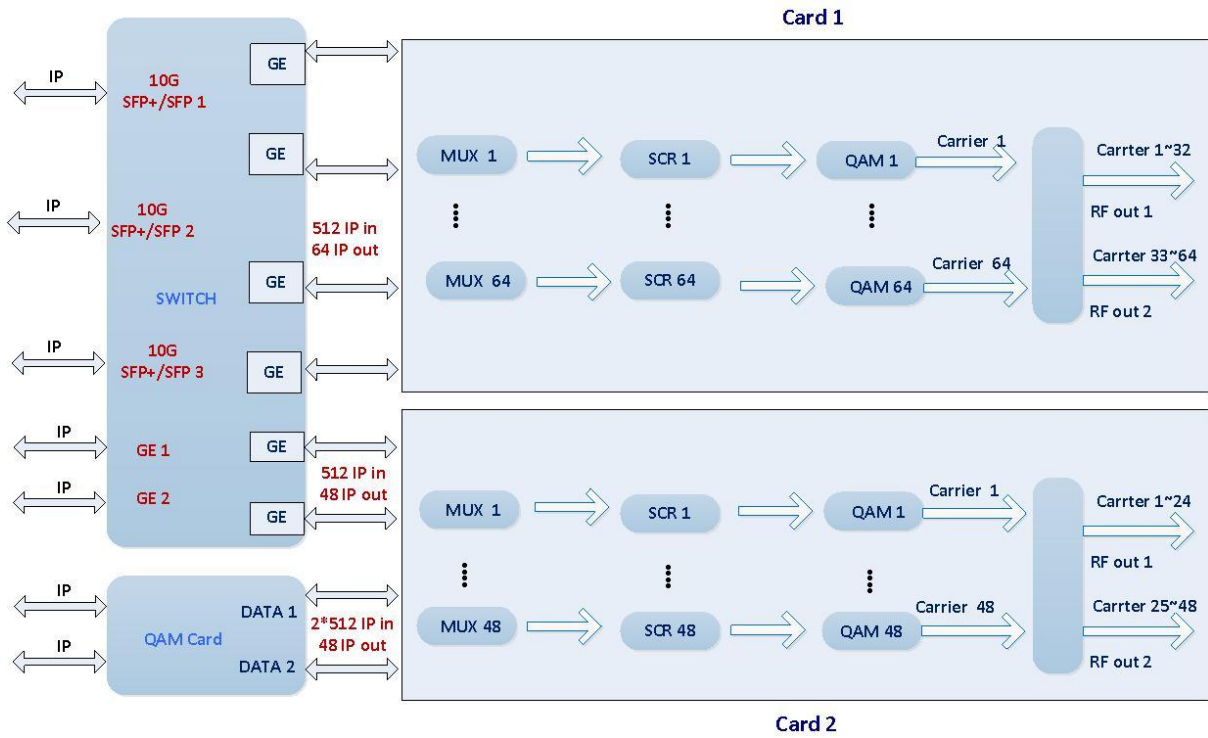 Card 1
IP
10G
SFP+/SFP 1
GE
GE
IP
10G
SFP+/SFP 2
512 IP in
64 IP out
SWITCH
GE
IP
10G
SFP+/SFP 3
GE
IP
GE 1
GE
IP
GE 2
GE
512 IP in
48 IP out
MUX 1
SCR 1
QAM 1
Carrier 1
Carrter 1~32
RF out 1
MUX 64
SCR 64
QAM 64
Carrier 64
Carrter 33~64
RF out 2
MUX 1
SCR 1
QAM 1
Carrier 1
Carrter 1~24
RF out 1
MUX 48
SCR 48
QAM 48
Carrier 48
Carrter 25~48
RF out 2
IP
IP
QAM Card
DATA 1
DATA 2
2*512 IP in
48 IP out
Card 2